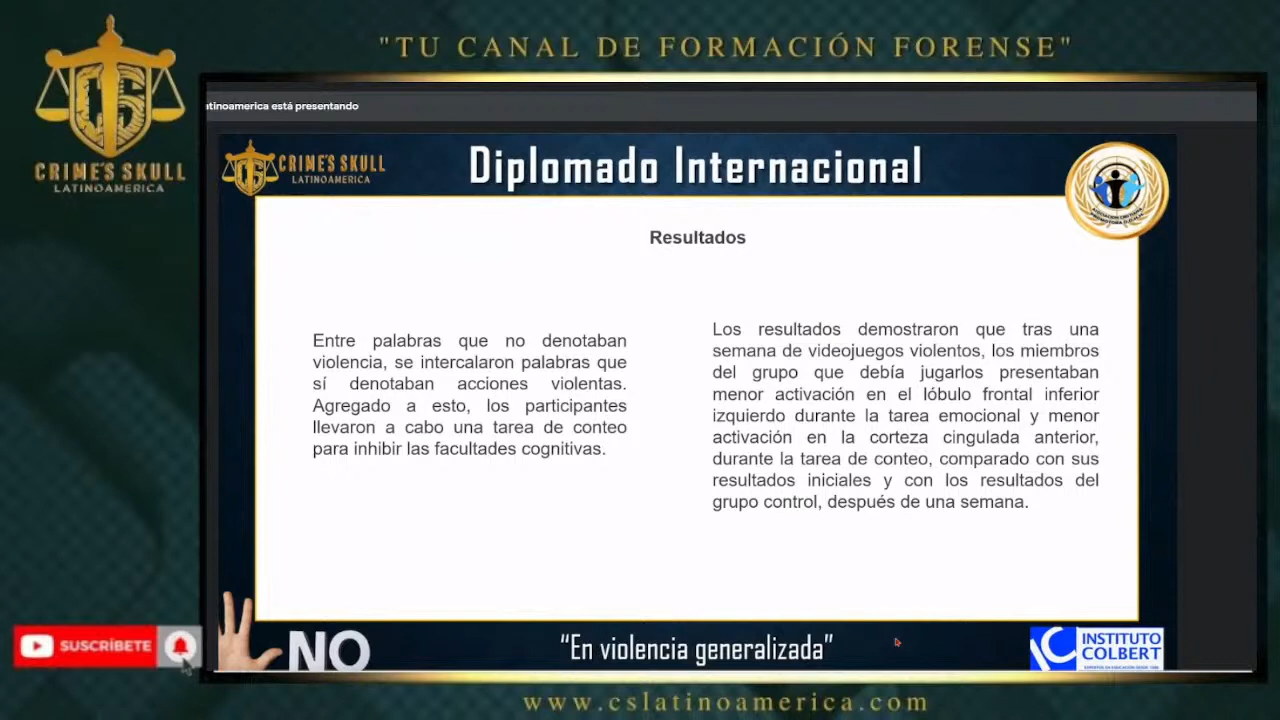 "TU CANAL DE FORMACIÓN FORENSE"
CS
CRIME'S SKULL
LATINOAMERICA
atinoamerica está presentando
CRIME'S SKULL
LATINOAMERICA
Diplomado Internacional
Resultados
Entre palabras que no denotaban
violencia, se intercalaron palabras que
sí denotaban acciones violentas.
Agregado a esto, los participantes
llevaron a cabo una tarea de conteo
para inhibir las facultades cognitivas.
Los resultados demostraron que tras una
semana de videojuegos violentos, los miembros
del grupo que debía jugarlos presentaban
menor activación en el lóbulo frontal inferior
izquierdo durante la tarea emocional y menor
activación en la corteza cingulada anterior,
durante la tarea de conteo, comparado con sus
resultados iniciales y con los resultados del
grupo control, después de una semana.
SUSCRÍBETE
NO
"En violencia generalizada"
INSTITUTO
COLBERT
www.cslatinoamerica.com